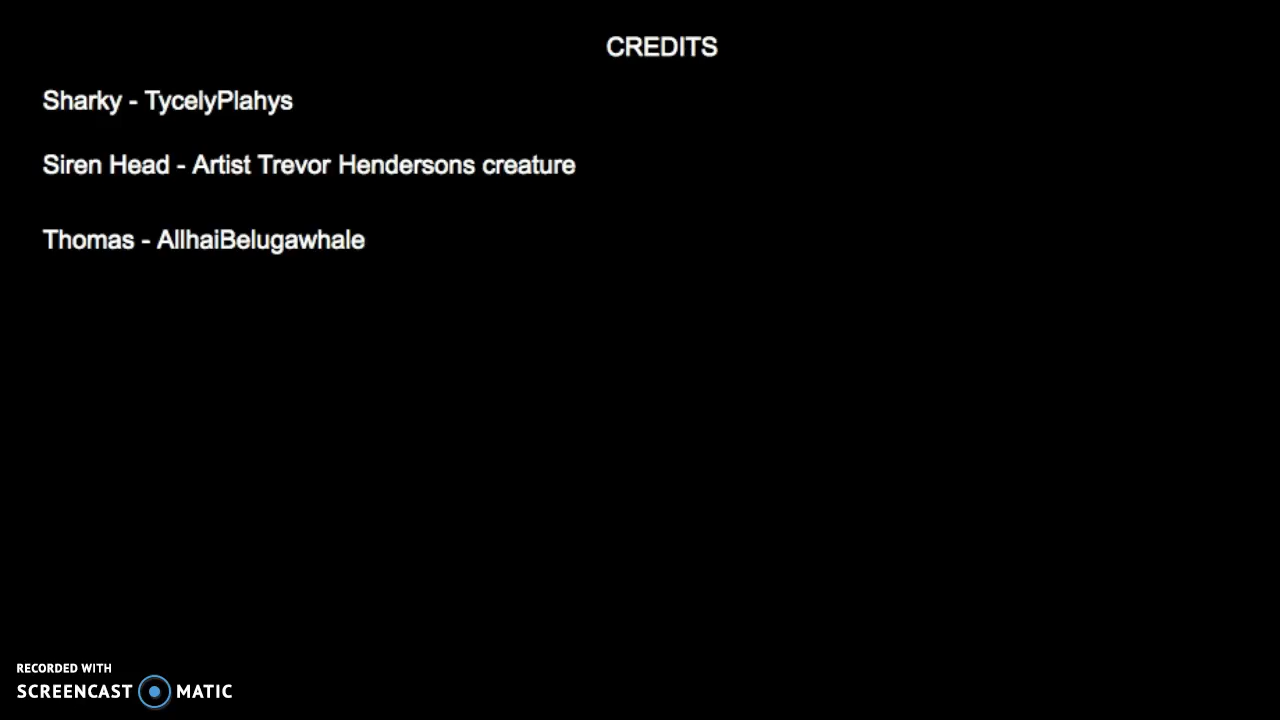 CREDITS
Sharky - TycelyPlahys
Siren Head - Artist Trevor Hendersons creature
Thomas - AllhaiBelugawhale
RECORDED WITH
SCREENCAST MATIC